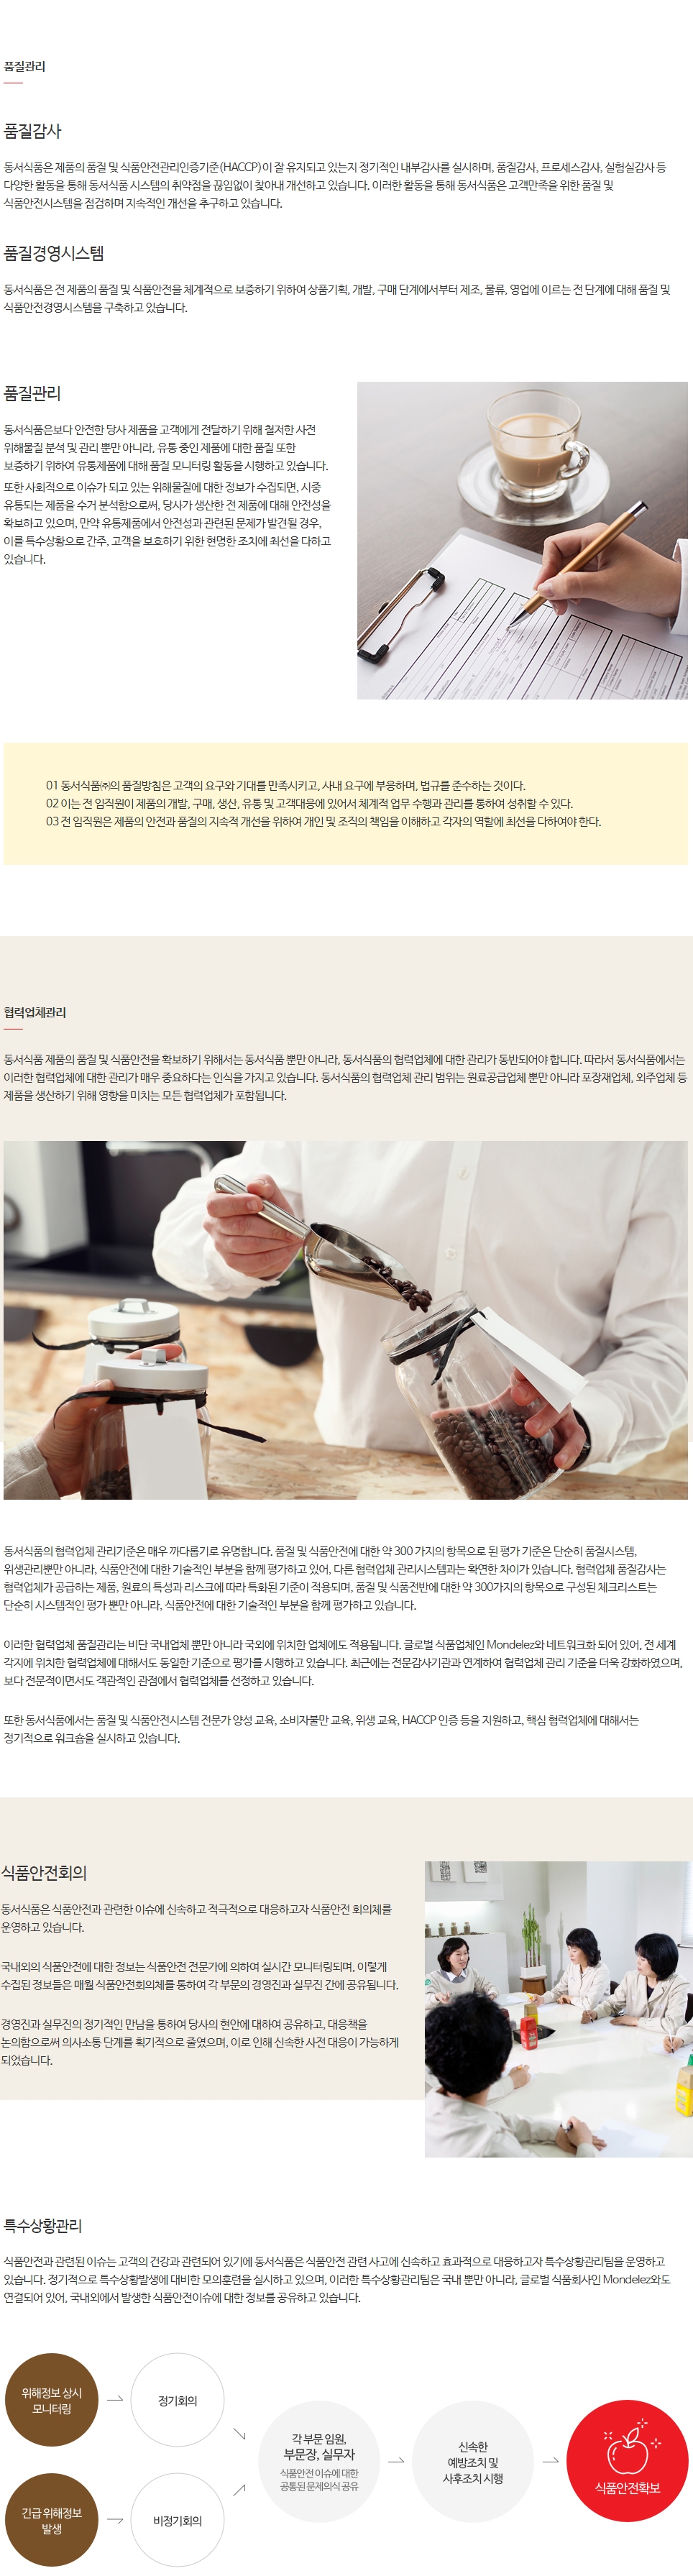 품질관리
품질감사
동서식품은 제품의 품질 및 식품안전관리인증기준(HACCP)이 잘 유지되고 있는지 정기적인 내부감사를 실시하며, 품질감사, 프로세스감사, 실험실감사 등
다양한 활동을 통해 동서식품 시스템의 취약점을 끊임없이 찾아내 개선하고 있습니다. 이러한 활동을 통해 동서식품은 고객만족을 위한 품질 및
식품안전시스템을 점검하며 지속적인 개선을 추구하고 있습니다.
품질경영시스템
동서식품은 전 제품의 품질 및 식품안전을 체계적으로 보증하기 위하여 상품기획, 개발, 구매 단계에서부터 제조, 물류, 영업에 이르는 전 단계에 대해 품질 및
식품안전경영시스템을 구축하고 있습니다.
품질관리
동서식품은보다 안전한 당사 제품을 고객에게 전달하기 위해 철저한 사전
위해물질 분석 및 관리 뿐만 아니라, 유통 중인 제품에 대한 품질 또한
보증하기 위하여 유통제품에 대해 품질 모니터링 활동을 시행하고 있습니다.
또한 사회적으로 이슈가 되고 있는 위해물질에 대한 정보가 수집되면, 시중
유통되는 제품을 수거 분석함으로써, 당사가 생산한 전 제품에 대해 안전성을
확보하고 있으며, 만약 유통제품에서 안전성과 관련된 문제가 발견될 경우,
이를 특수상황으로 간주, 고객을 보호하기 위한 현명한 조치에 최선을 다하고
있습니다.
01 동서식품㈜의 품질방침은 고객의 요구와 기대를 만족시키고, 사내 요구에 부응하며, 법규를 준수하는 것이다.
02 이는 전 임직원이 제품의 개발, 구매, 생산, 유통 및 고객대응에 있어서 체계적 업무 수행과 관리를 통하여 성취할 수 있다.
03 전 임직원은 제품의 안전과 품질의 지속적 개선을 위하여 개인 및 조직의 책임을 이해하고 각자의 역할에 최선을 다하여야 한다.
협력업체관리
동서식품 제품의 품질 및 식품안전을 확보하기 위해서는 동서식품 뿐만 아니라, 동서식품의 협력업체에 대한 관리가 동반되어야 합니다. 따라서 동서식품에서는
이러한 협력업체에 대한 관리가 매우 중요하다는 인식을 가지고 있습니다. 동서식품의 협력업체 관리 범위는 원료공급업체 뿐만 아니라 포장재업체, 외주업체 등
제품을 생산하기 위해 영향을 미치는 모든 협력업체가 포함됩니다.
동서식품의 협력업체 관리기준은 매우 까다롭기로 유명합니다. 품질 및 식품안전에 대한 약 300 가지의 항목으로 된 평가 기준은 단순히 품질시스템,
위생관리뿐만 아니라, 식품안전에 대한 기술적인 부분을 함께 평가하고 있어, 다른 협력업체 관리시스템과는 확연한 차이가 있습니다. 협력업체 품질감사는
협력업체가 공급하는 제품, 원료의 특성과 리스크에 따라 특화된 기준이 적용되며, 품질 및 식품전반에 대한 약 300가지의 항목으로 구성된 체크리스트는
단순히 시스템적인 평가 뿐만 아니라, 식품안전에 대한 기술적인 부분을 함께 평가하고 있습니다.
이러한 협력업체 품질관리는 비단 국내업체 뿐만 아니라 국외에 위치한 업체에도 적용됩니다. 글로벌 식품업체인 Mondelez와 네트워크화 되어 있어, 전 세계
각지에 위치한 협력업체에 대해서도 동일한 기준으로 평가를 시행하고 있습니다. 최근에는 전문감사기관과 연계하여 협력업체 관리 기준을 더욱 강화하였으며,
보다 전문적이면서도 객관적인 관점에서 협력업체를 선정하고 있습니다.
또한 동서식품에서는 품질 및 식품안전시스템 전문가 양성 교육, 소비자불만 교육, 위생 교육, HACCP 인증 등을 지원하고, 핵심 협력업체에 대해서는
정기적으로 워크숍을 실시하고 있습니다.
식품안전회의
동서식품은 식품안전과 관련한 이슈에 신속하고 적극적으로 대응하고자 식품안전 회의체를
운영하고 있습니다.
국내외의 식품안전에 대한 정보는 식품안전 전문가에 의하여 실시간 모니터링되며, 이렇게
수집된 정보들은 매월 식품안전회의체를 통하여 각 부문의 경영진과 실무진 간에 공유됩니다.
경영진과 실무진의 정기적인 만남을 통하여 당사의 현안에 대하여 공유하고, 대응책을
논의함으로써 의사소통 단계를 획기적으로 줄였으며, 이로 인해 신속한 사전 대응이 가능하게
되었습니다.
특수상황관리
식품안전과 관련된 이슈는 고객의 건강과 관련되어 있기에 동서식품은 식품안전 관련 사고에 신속하고 효과적으로 대응하고자 특수상황관리팀을 운영하고
있습니다. 정기적으로 특수상황발생에 대비한 모의훈련을 실시하고 있으며, 이러한 특수상황관리팀은 국내 뿐만 아니라, 글로벌 식품회사인 Mondelez와도
연결되어 있어, 국내외에서 발생한 식품안전이슈에 대한 정보를 공유하고 있습니다.
위해정보 상시
모니터링
정기회의
긴급 위해정보
발생
비정기회의
각 부문 임원,
부문장, 실무자
식품안전 이슈에 대한
공통된 문제의식 공유
신속한
예방조치 및
사후조치 시행
식품안전확보